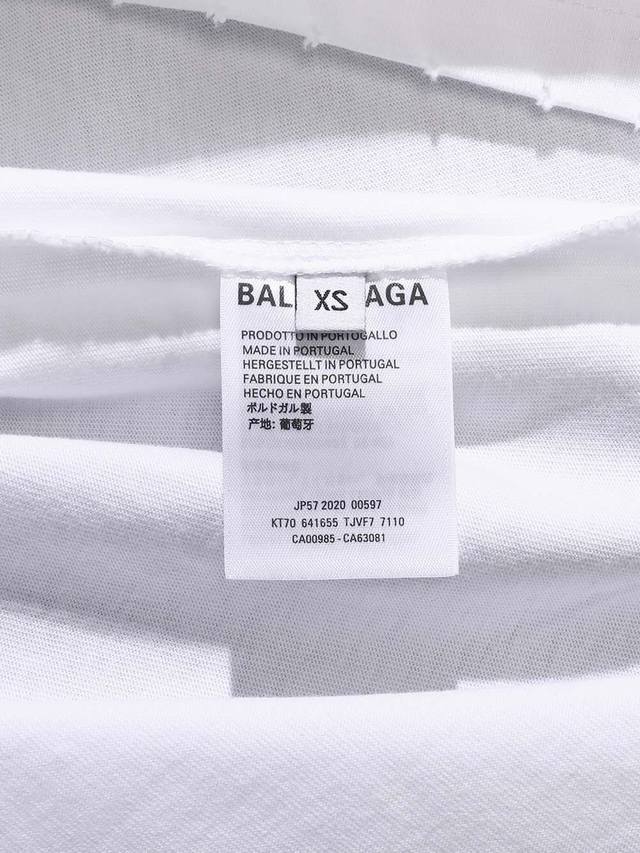 BAL AGA
XS
PRODOTTO IN PORTOGALLO
MADE IN PORTUGAL
HERGESTELLT IN PORTUGAL
FABRIQUE EN PORTUGAL
HECHO EN PORTUGAL
ポルドガル製
产地: 葡萄牙
JP57 2020 00597
KT70 641655 TJVF7 7110
CA00985 - CA63081